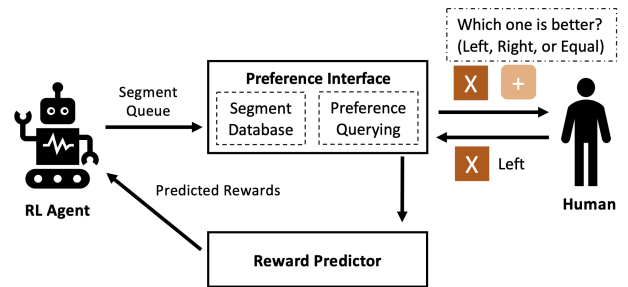 Which one is better?
(Left, Right, or Equal)
Preference Interface
X +
Segment
Queue
Segment
Database
Preference
Querying
X Left
Predicted Rewards
RL Agent
Human
Reward Predictor